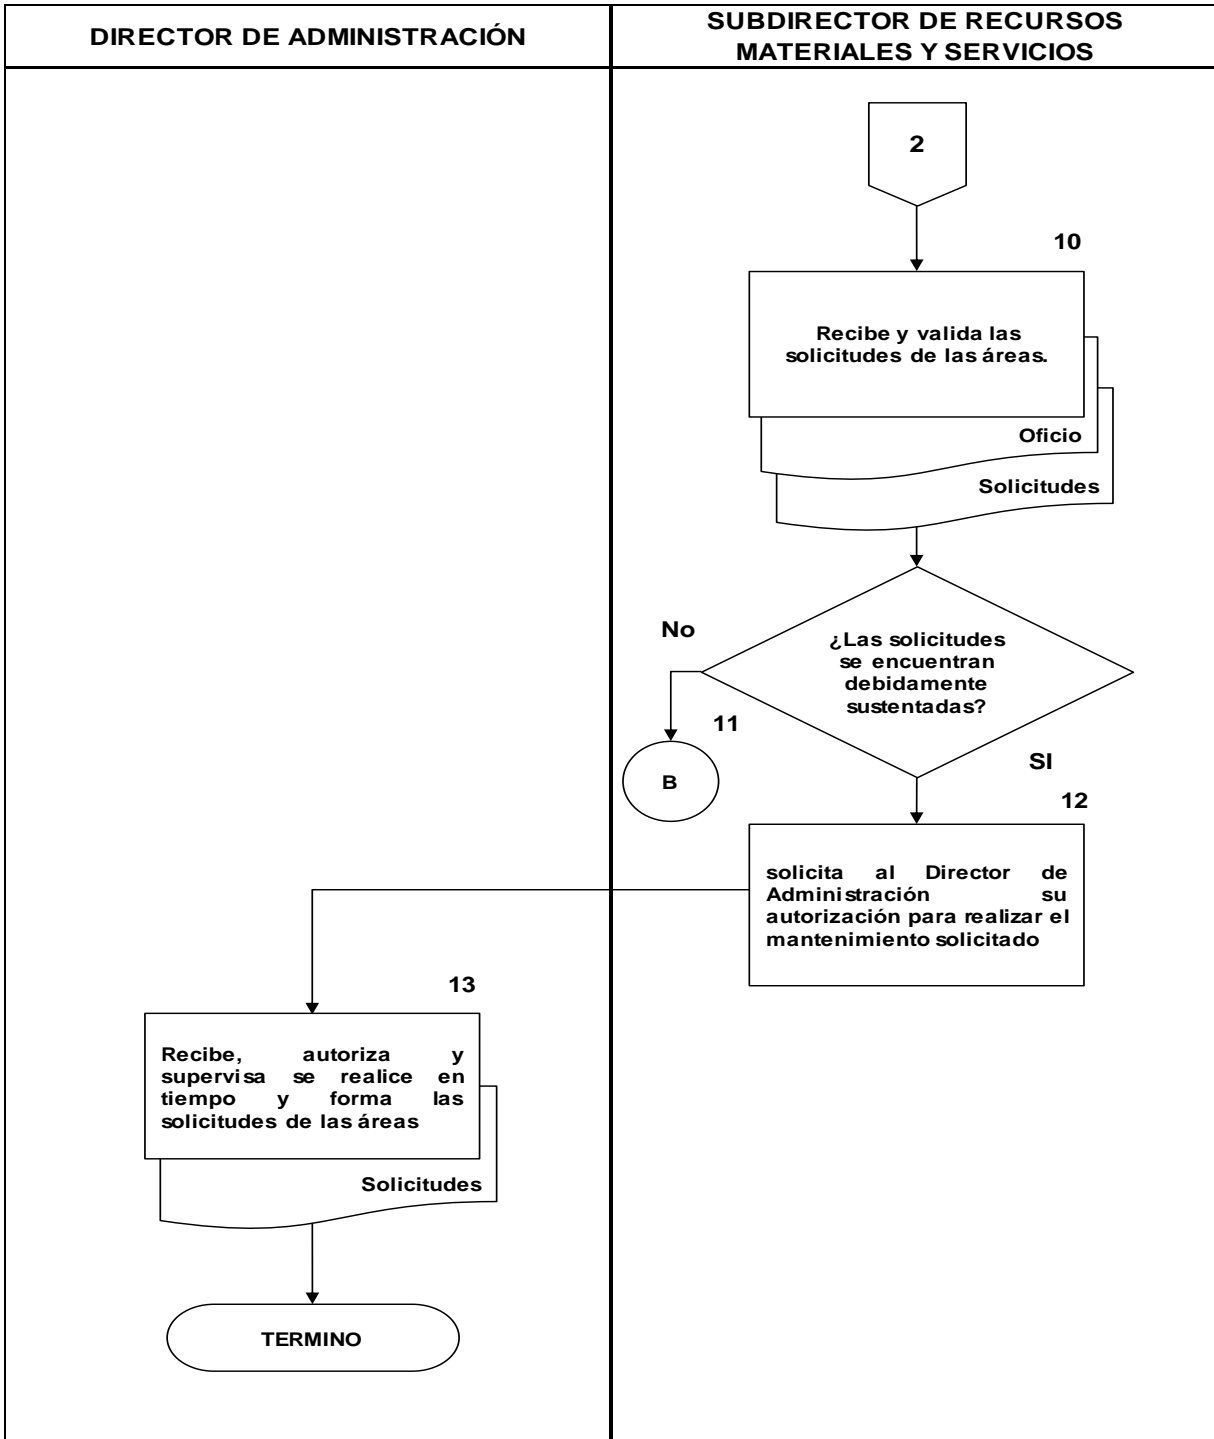 DIRECTOR DE ADMINISTRACIÓN
SUBDIRECTOR DE RECURSOS
MATERIALES Y SERVICIOS
2
10
Recibe y valida las
solicitudes de las áreas.
Oficio
Solicitudes
¿Las solicitudes
se encuentran
debidamente
sustentadas?
No
11
B
SI
12
solicita al Director de
Administración su
autorización para realizar el
mantenimiento solicitado
13
Recibe, autoriza y
supervisa se realice en
tiempo y forma las
solicitudes de las áreas
Solicitudes
TERMINO